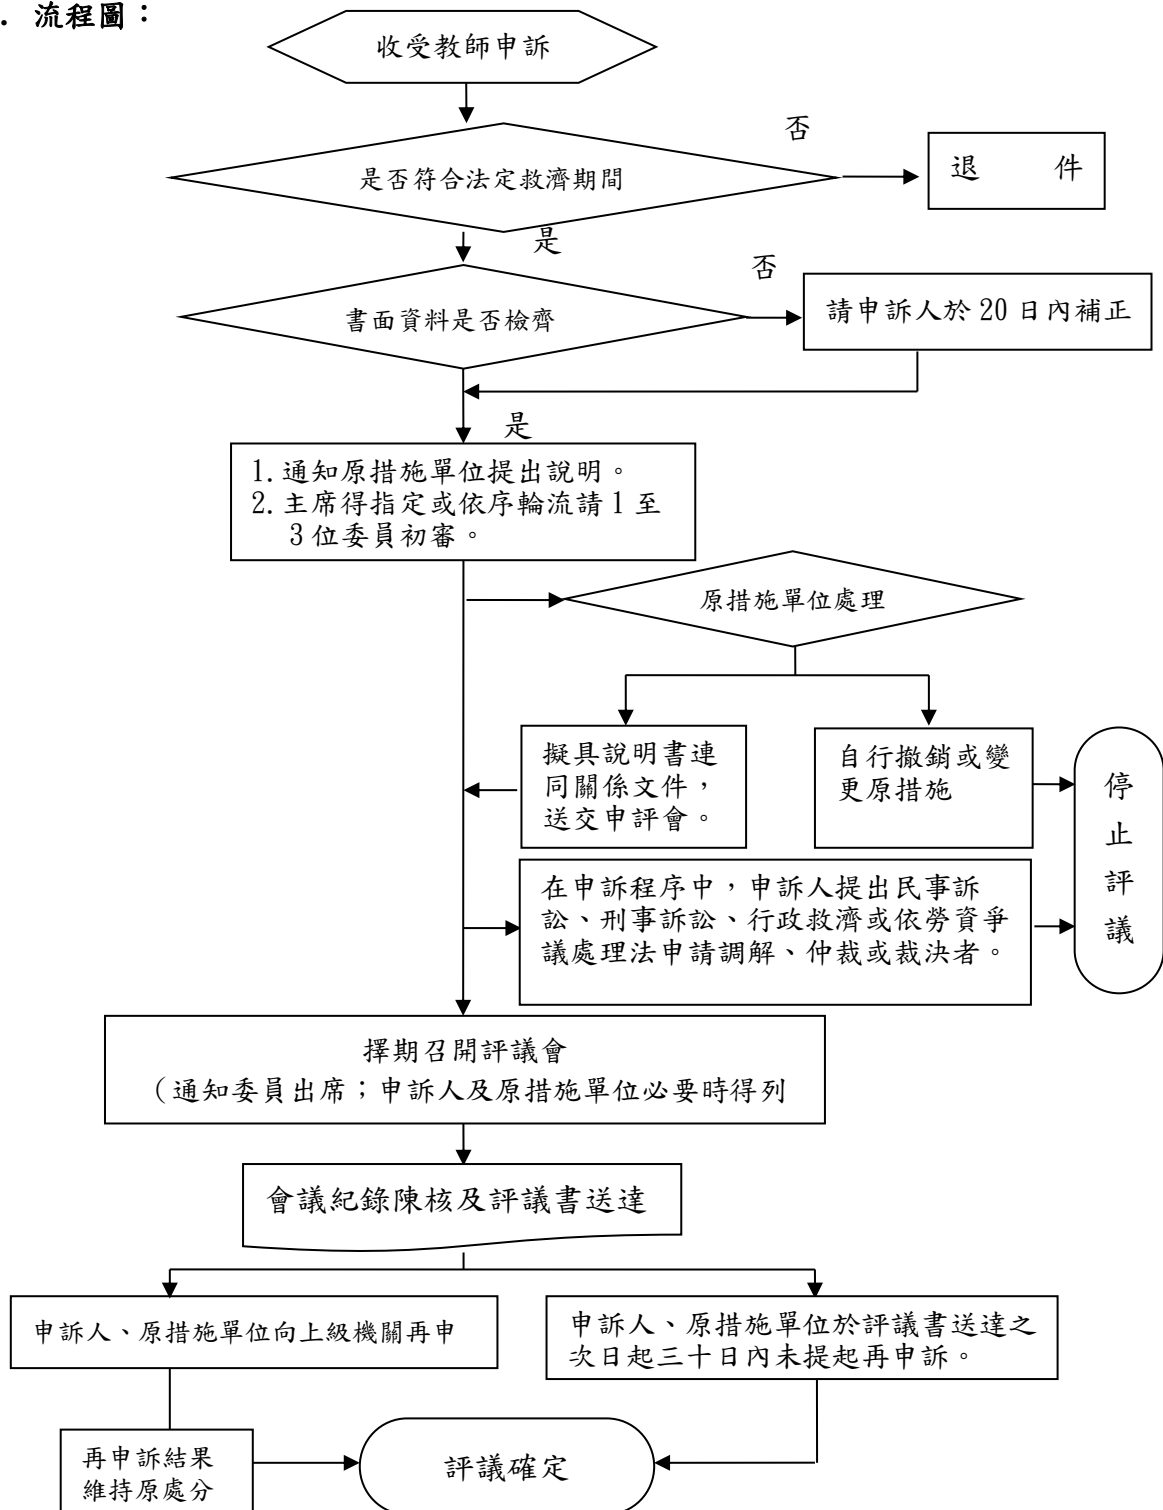 . 流程圖：
收受教師申訴
否
是否符合法定救濟期間
退 件
是
否
書面資料是否檢齊
請申訴人於 20 日內補正
是
1. 通知原措施單位提出說明。
2. 主席得指定或依序輪流請 1 至
3 位委員初審。
原措施單位處理
擬具說明書連
同關係文件，
送交申評會。
自行撤銷或變
更原措施
停
止
評
議
在申訴程序中，申訴人提出民事訴
訟、刑事訴訟、行政救濟或依勞資爭
議處理法申請調解、仲裁或裁決者。
擇期召開評議會
（通知委員出席；申訴人及原措施單位必要時得列
會議紀錄陳核及評議書送達
申訴人、原措施單位向上級機關再申
申訴人、原措施單位於評議書送達之
次日起三十日內未提起再申訴。
再申訴結果
維持原處分
評議確定